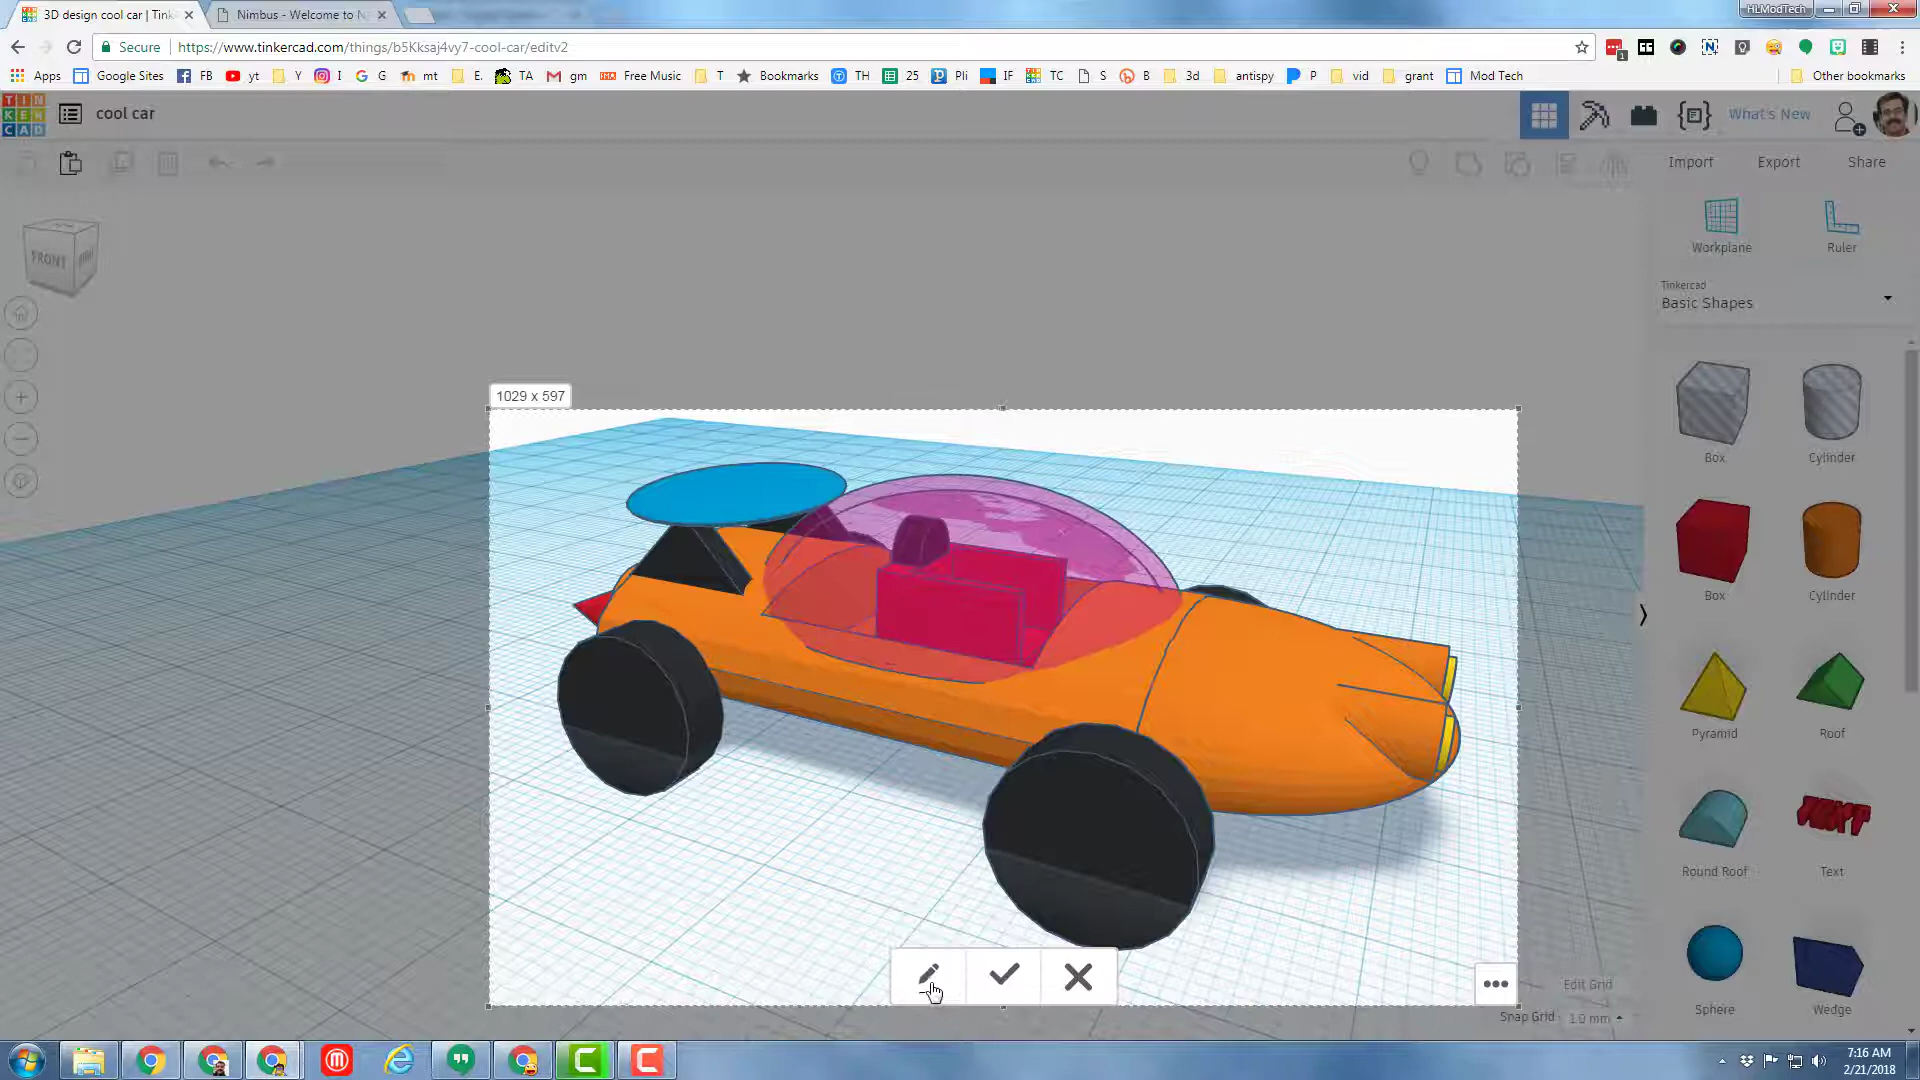 3D design cool car | Tink
Nimbus - Welcome to N
HLModTech
Secure
https://www.tinkercad.com/things/b5Kksaj4vy7-cool-car/editv2
Apps
Google Sites
FB
yt
Y
I
G
mt
E.
TA
gm
Free Music
T
Bookmarks
TH
25
Pli
IF
TC
S
B
3d
antispy
P
vid
grant
Mod Tech
Other bookmarks
TIN
KER
CAD
cool car
What's New
Import
Export
Share
FRONT
Workplane
Ruler
Tinkercad
Basic Shapes
1029 x 597
Box
Cylinder
Box
Cylinder
Pyramid
Roof
Round Roof
Text
Sphere
Wedge
Edit Grid
Snap Grid
1.0 mm
7:16 AM
2/21/2018